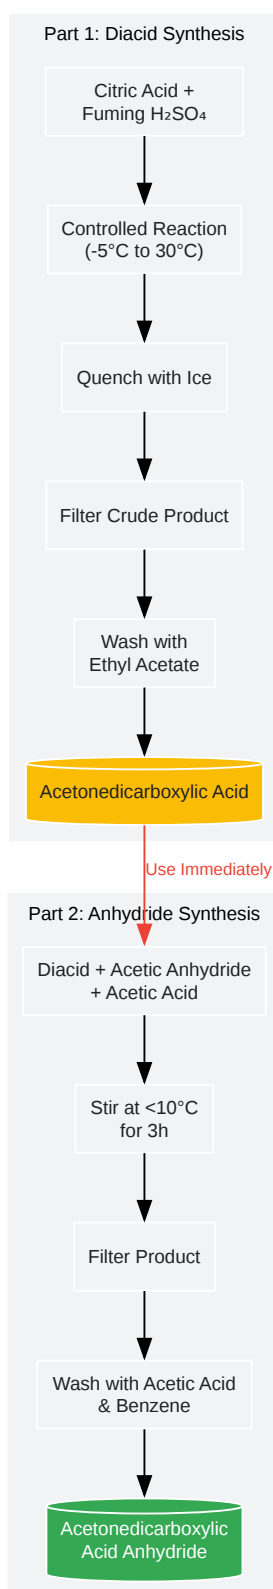 Part 1: Diacid Synthesis
Citric Acid +
Fuming H₂SO₄
Controlled Reaction
(-5°C to 30°C)
Quench with Ice
Filter Crude Product
Wash with
Ethyl Acetate
Acetonedicarboxylic Acid
Use Immediately
Part 2: Anhydride Synthesis
Diacid + Acetic Anhydride
+ Acetic Acid
Stir at <10°C
for 3h
Filter Product
Wash with Acetic Acid
& Benzene
Acetonedicarboxylic
Acid Anhydride